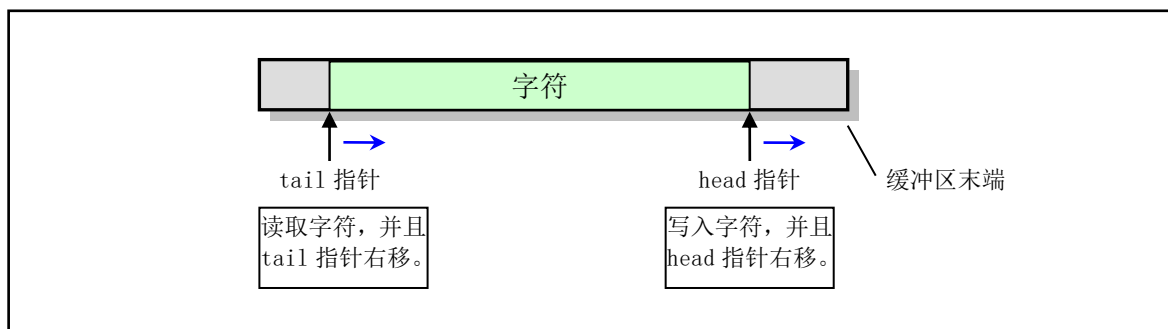 字符
tail 指针
head 指针
缓冲区末端
读取字符，并且
tail 指针右移。
写入字符，并且
head 指针右移。